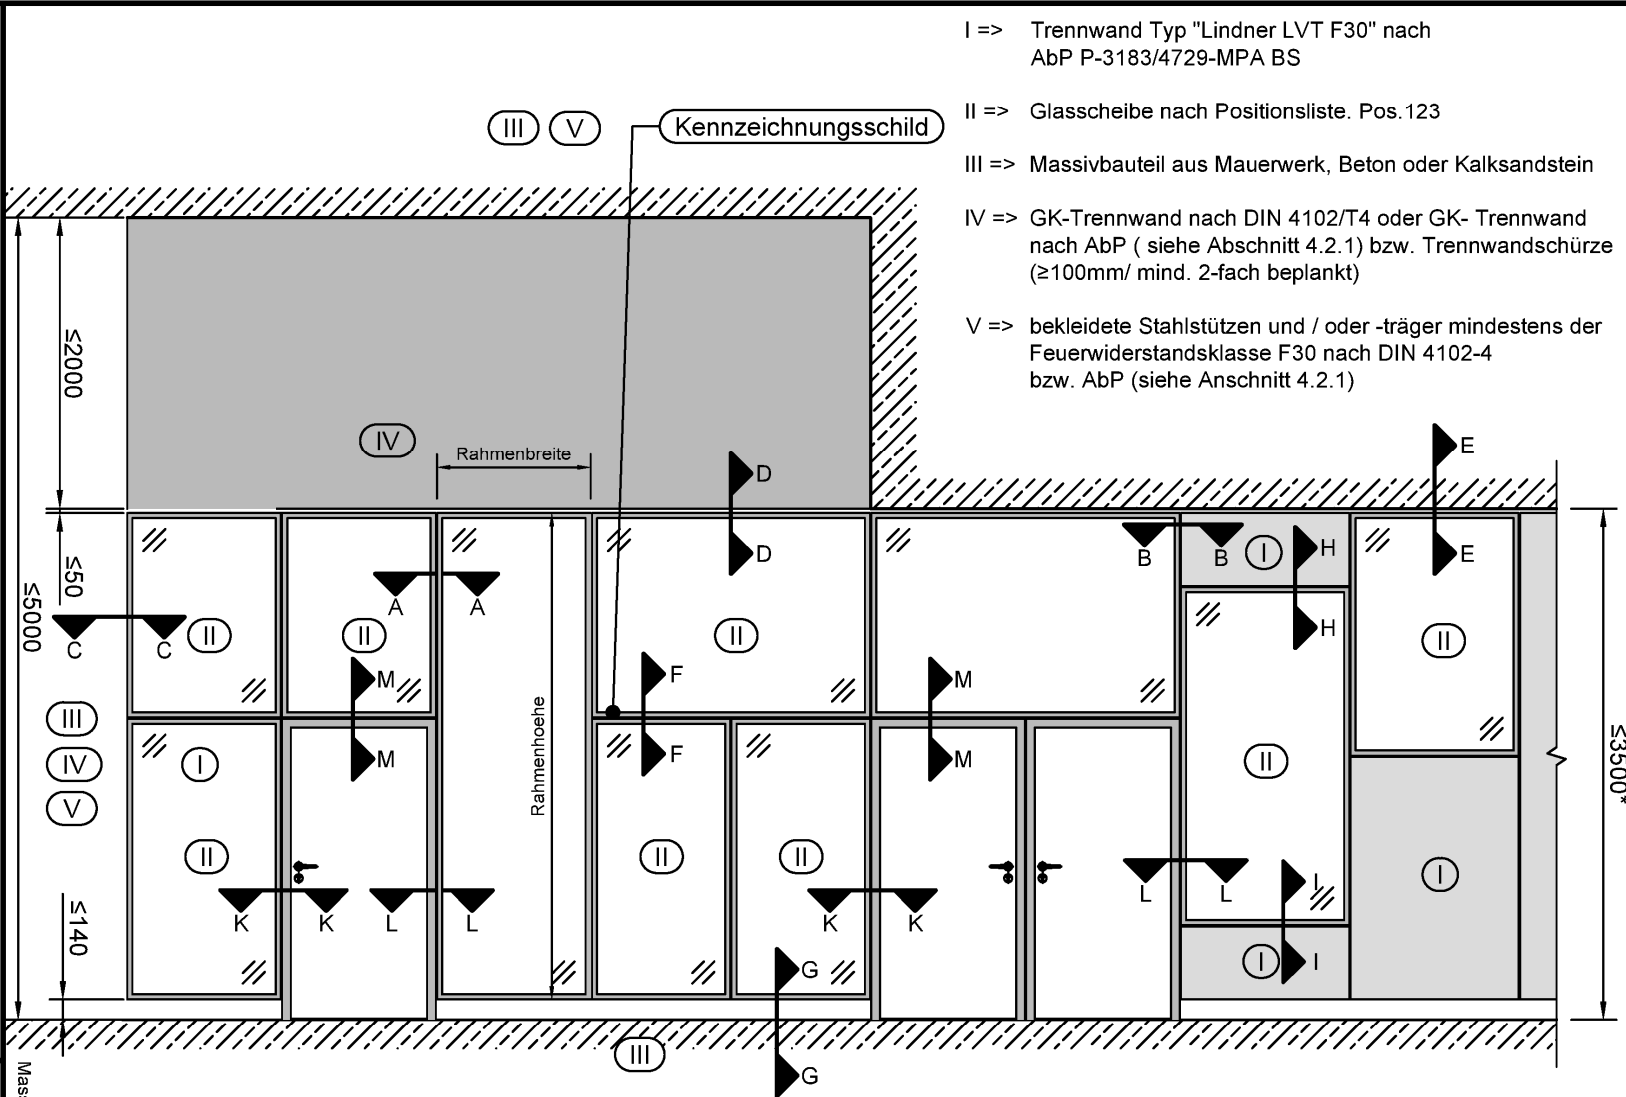 I => Trennwand Typ "Lindner LVT F30" nach
AbP P-3183/4729-MPA BS
II => Glasscheibe nach Positionsliste. Pos.123
III => Massivbauteil aus Mauerwerk, Beton oder Kalksandstein
IV => GK-Trennwand nach DIN 4102/T4 oder GK- Trennwand
nach AbP ( siehe Abschnitt 4.2.1) bzw. Trennwandschürze
(≥100mm/ mind. 2-fach beplankt)
V => bekleidete Stahlstützen und / oder -träger mindestens der
Feuerwiderstandsklasse F30 nach DIN 4102-4
bzw. AbP (siehe Anschnitt 4.2.1)
III V Kennzeichnungsschild
≤2000
IV
Rahmenbreite
D
E
D
E
B B
I
H
H
≤50
≤5000
A A
C C
II
II
II
II
M
F
M
≤3500*
III
IV
V
I
M
F
M
Rahmenhoehe
II
II
II
II
I
K K
L L
K K
L L
I
I
I
≤140
G
G
III
Mas